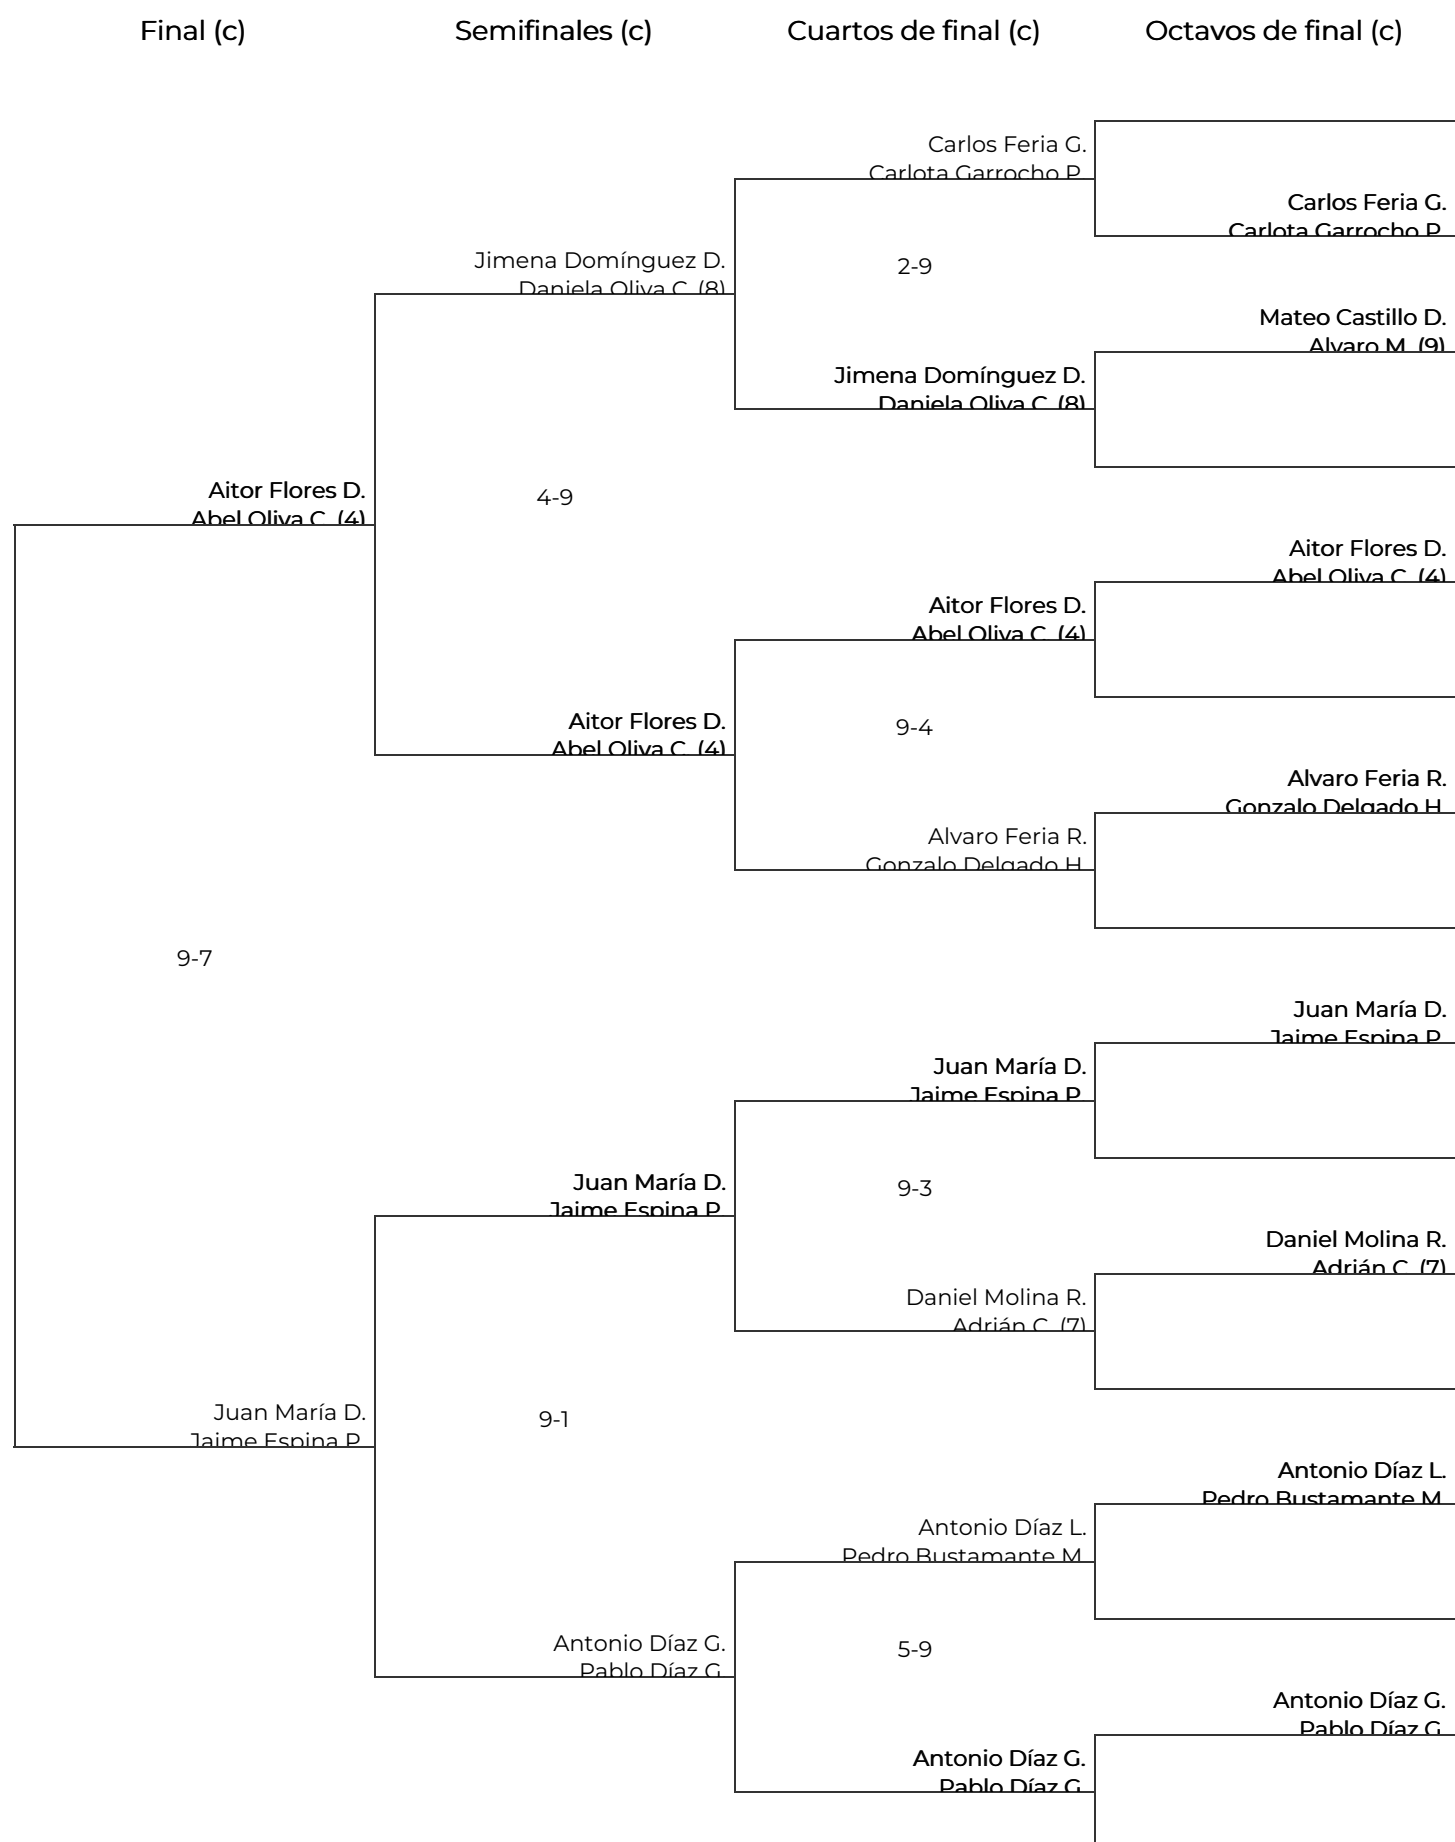 Final (c)
Semifinales (c)
Cuartos de final (c)
Octavos de final (c)
Carlos Feria G.
Carlota Garrocho P.
Carlos Feria G.
Carlota Garrocho P.
Jimena Domínguez D.
Daniela Oliva C. (8)
2-9
Mateo Castillo D.
Alvaro M. (9)
Jimena Domínguez D.
Daniela Oliva C. (8)
Aitor Flores D.
Abel Oliva C. (4)
4-9
Aitor Flores D.
Abel Oliva C. (4)
Aitor Flores D.
Abel Oliva C. (4)
Aitor Flores D.
Abel Oliva C. (4)
9-4
Alvaro Feria R.
Gonzalo Delgado H.
Alvaro Feria R.
Gonzalo Delgado H.
9-7
Juan María D.
Jaime Espina P.
Juan María D.
Jaime Espina P.
Juan María D.
Jaime Espina P.
9-3
Daniel Molina R.
Adrián C. (7)
Daniel Molina R.
Adrián C. (7)
Juan María D.
Jaime Espina P.
9-1
Antonio Díaz L.
Pedro Bustamante M.
Antonio Díaz L.
Pedro Bustamante M.
Antonio Díaz G.
Pablo Díaz G.
5-9
Antonio Díaz G.
Pablo Díaz G.
Antonio Díaz G.
Pablo Díaz G.